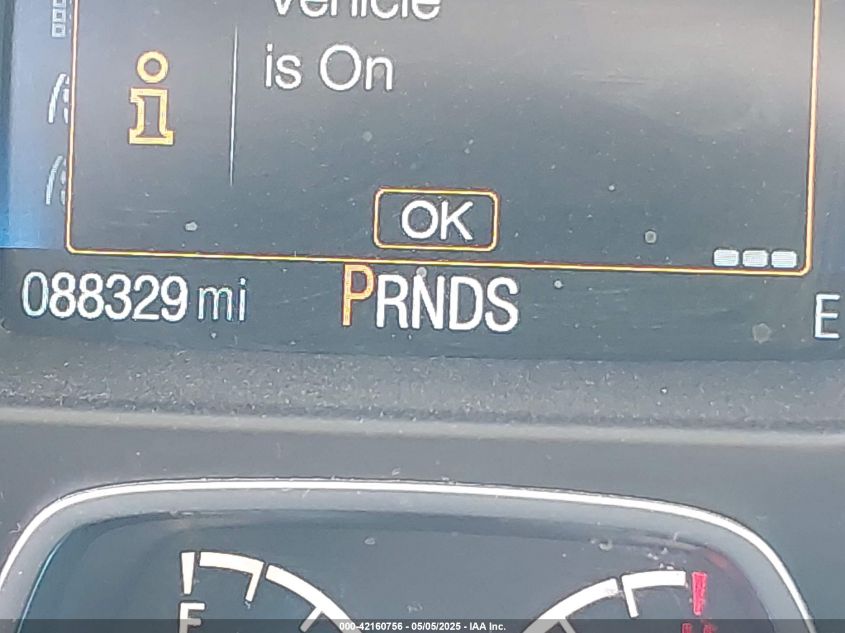 Vehicle
is On
OK
088329 mi PRNDS E
F
000-42160756 - 05/05/2025 - IAA Inc.